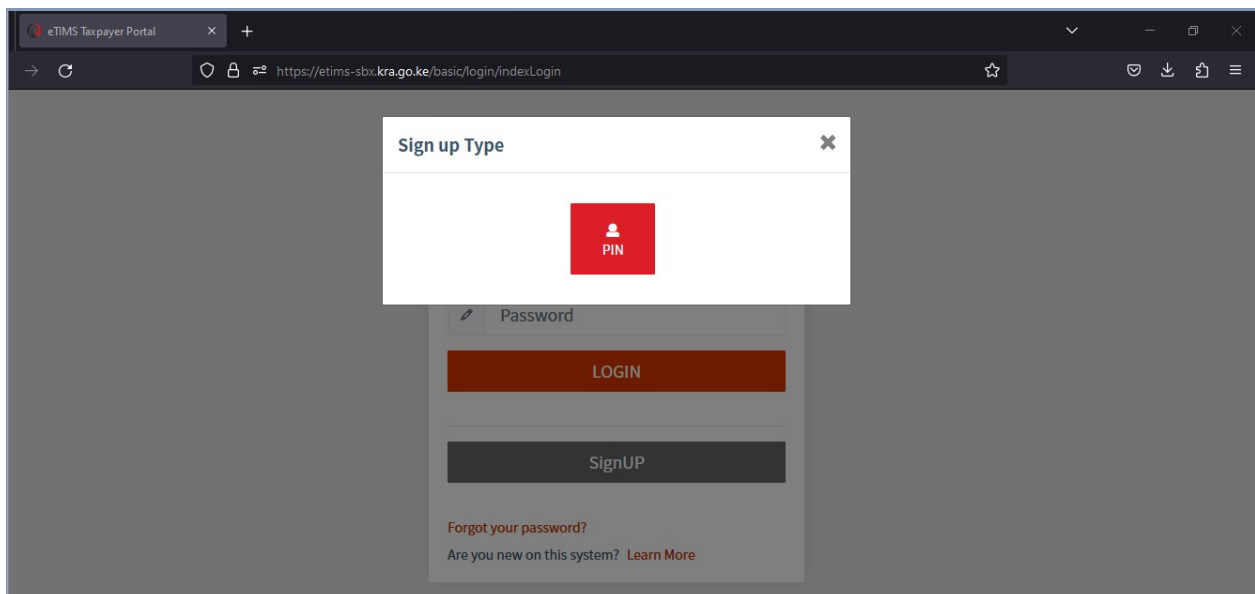 eTIMS Taxpayer Portal
https://etims-sbx.kra.go.ke/basic/login/indexLogin
Sign up Type
PIN
Password
LOGIN
SignUP
Forgot your password?
Are you new on this system? Learn More